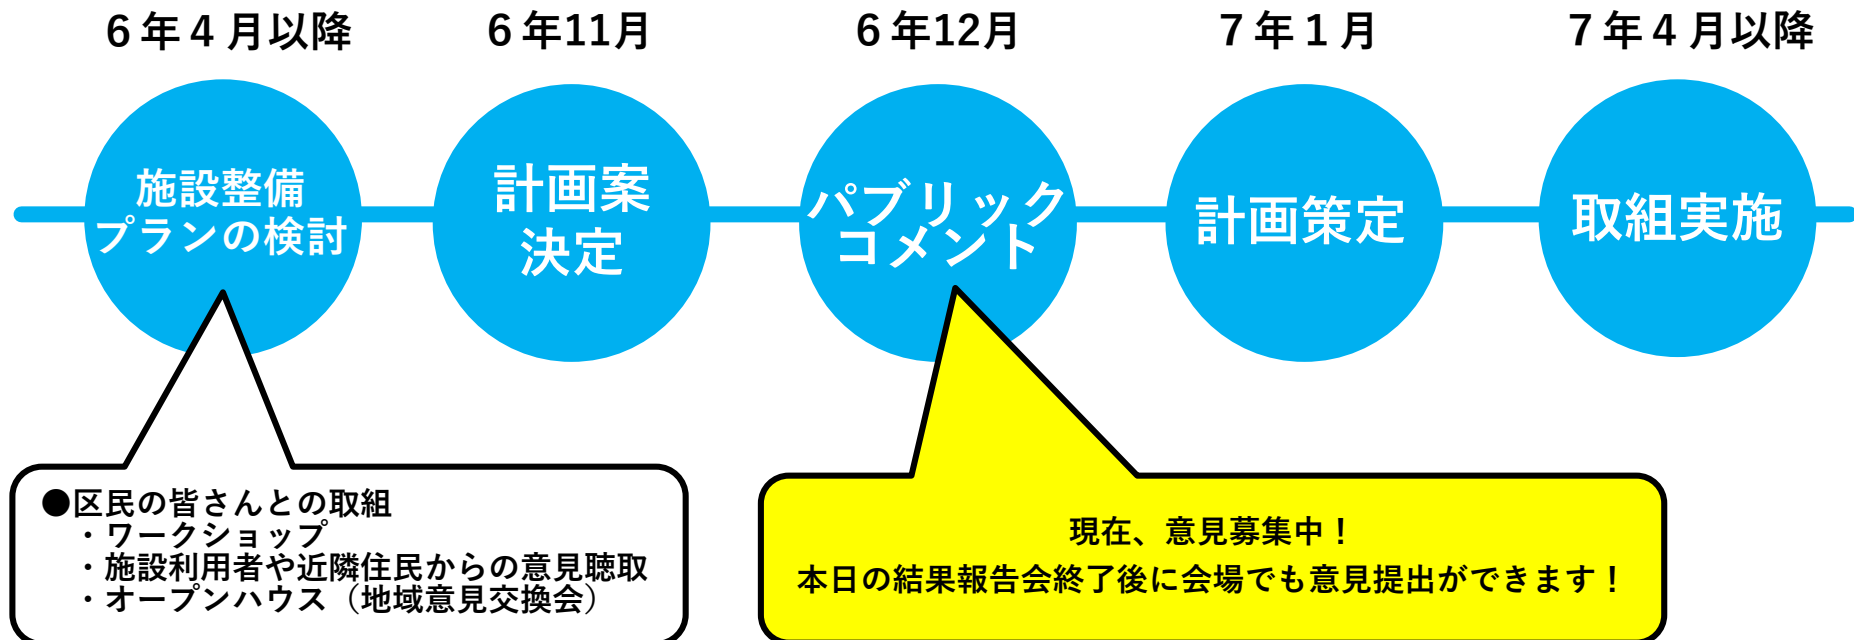 ６年４月以降
６年11月
６年12月
７年１月
７年４月以降
施設整備
プランの検討
計画案
決定
パブリック
コメント
計画策定
取組実施
●区民の皆さんとの取組
・ワークショップ
・施設利用者や近隣住民からの意見聴取
・オープンハウス（地域意見交換会）
現在、意見募集中！
本日の結果報告会終了後に会場でも意見提出ができます！